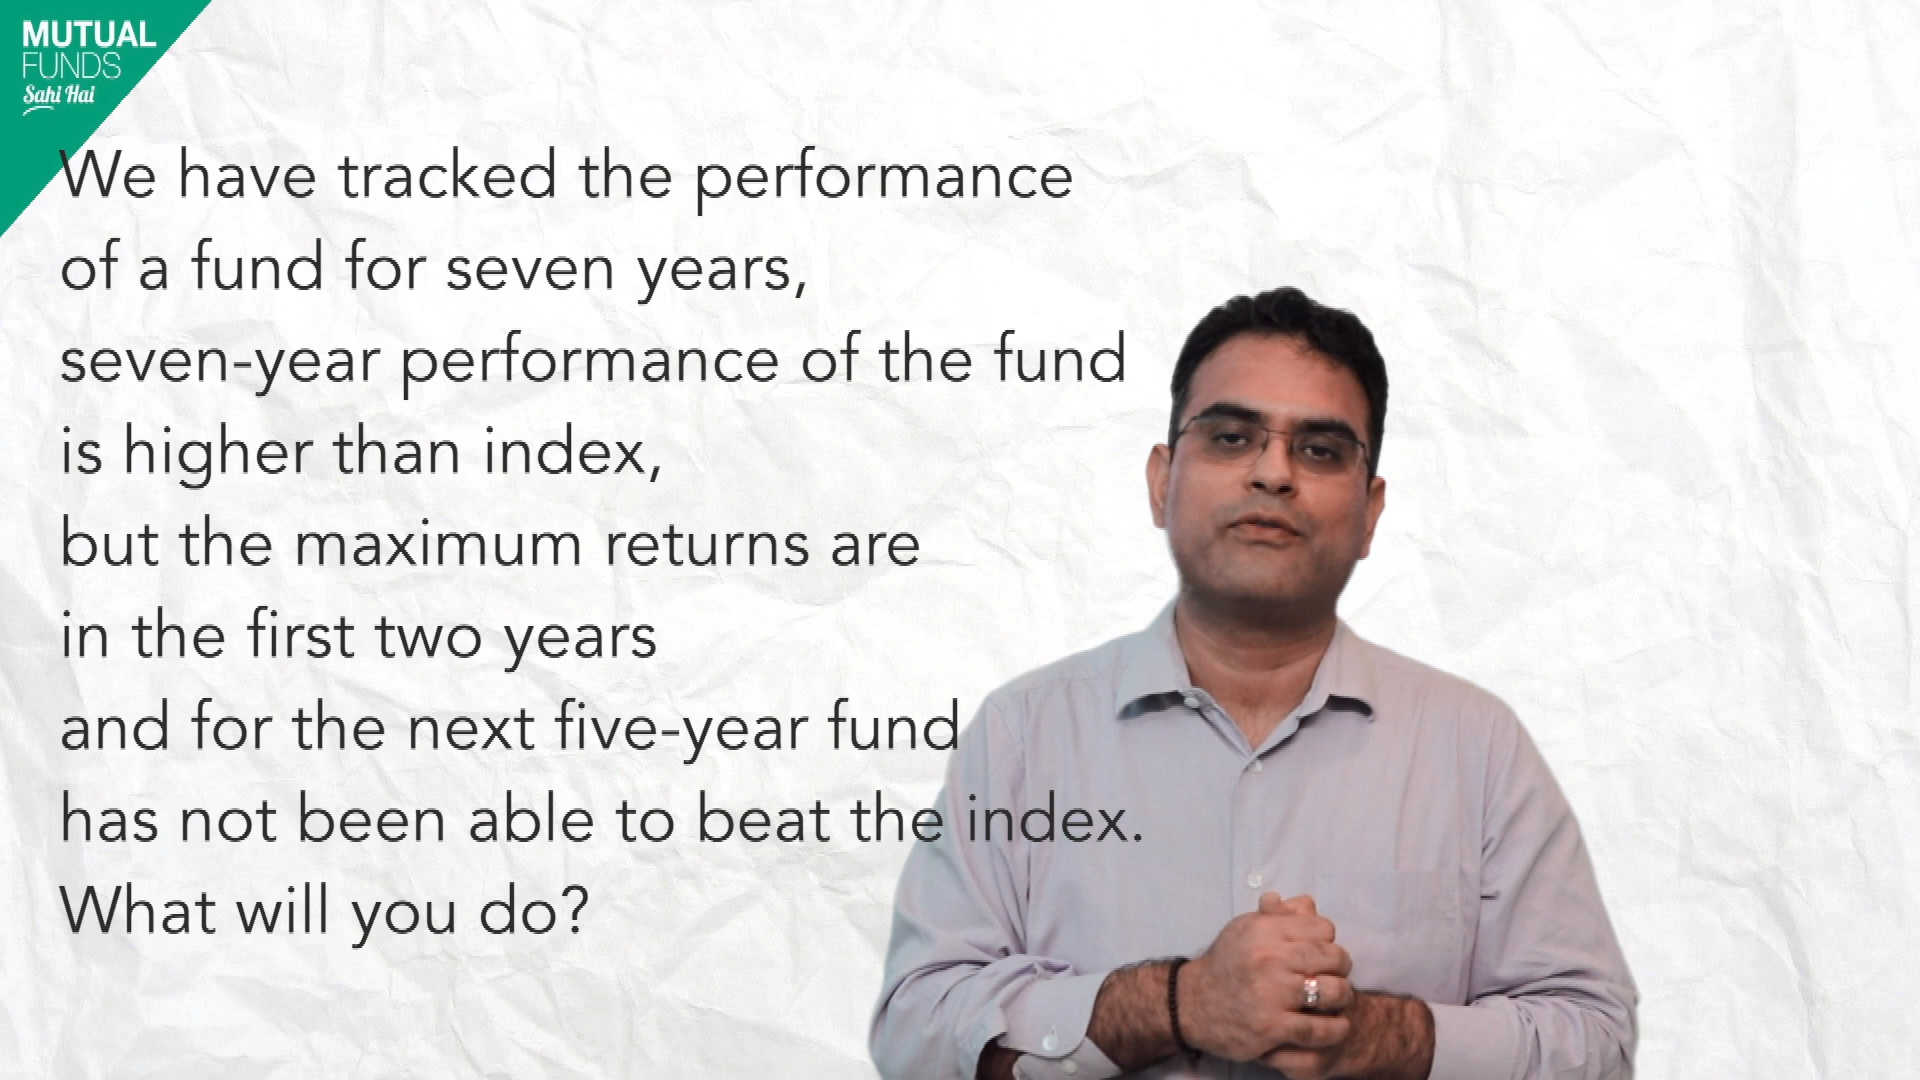 MUTUAL
FUNDS
Sahi Hai
We have tracked the performance
of a fund for seven years,
seven-year performance of the fund
is higher than index,
but the maximum returns are
in the first two years
and for the next five-year fund
has not been able to beat the index.
What will you do?